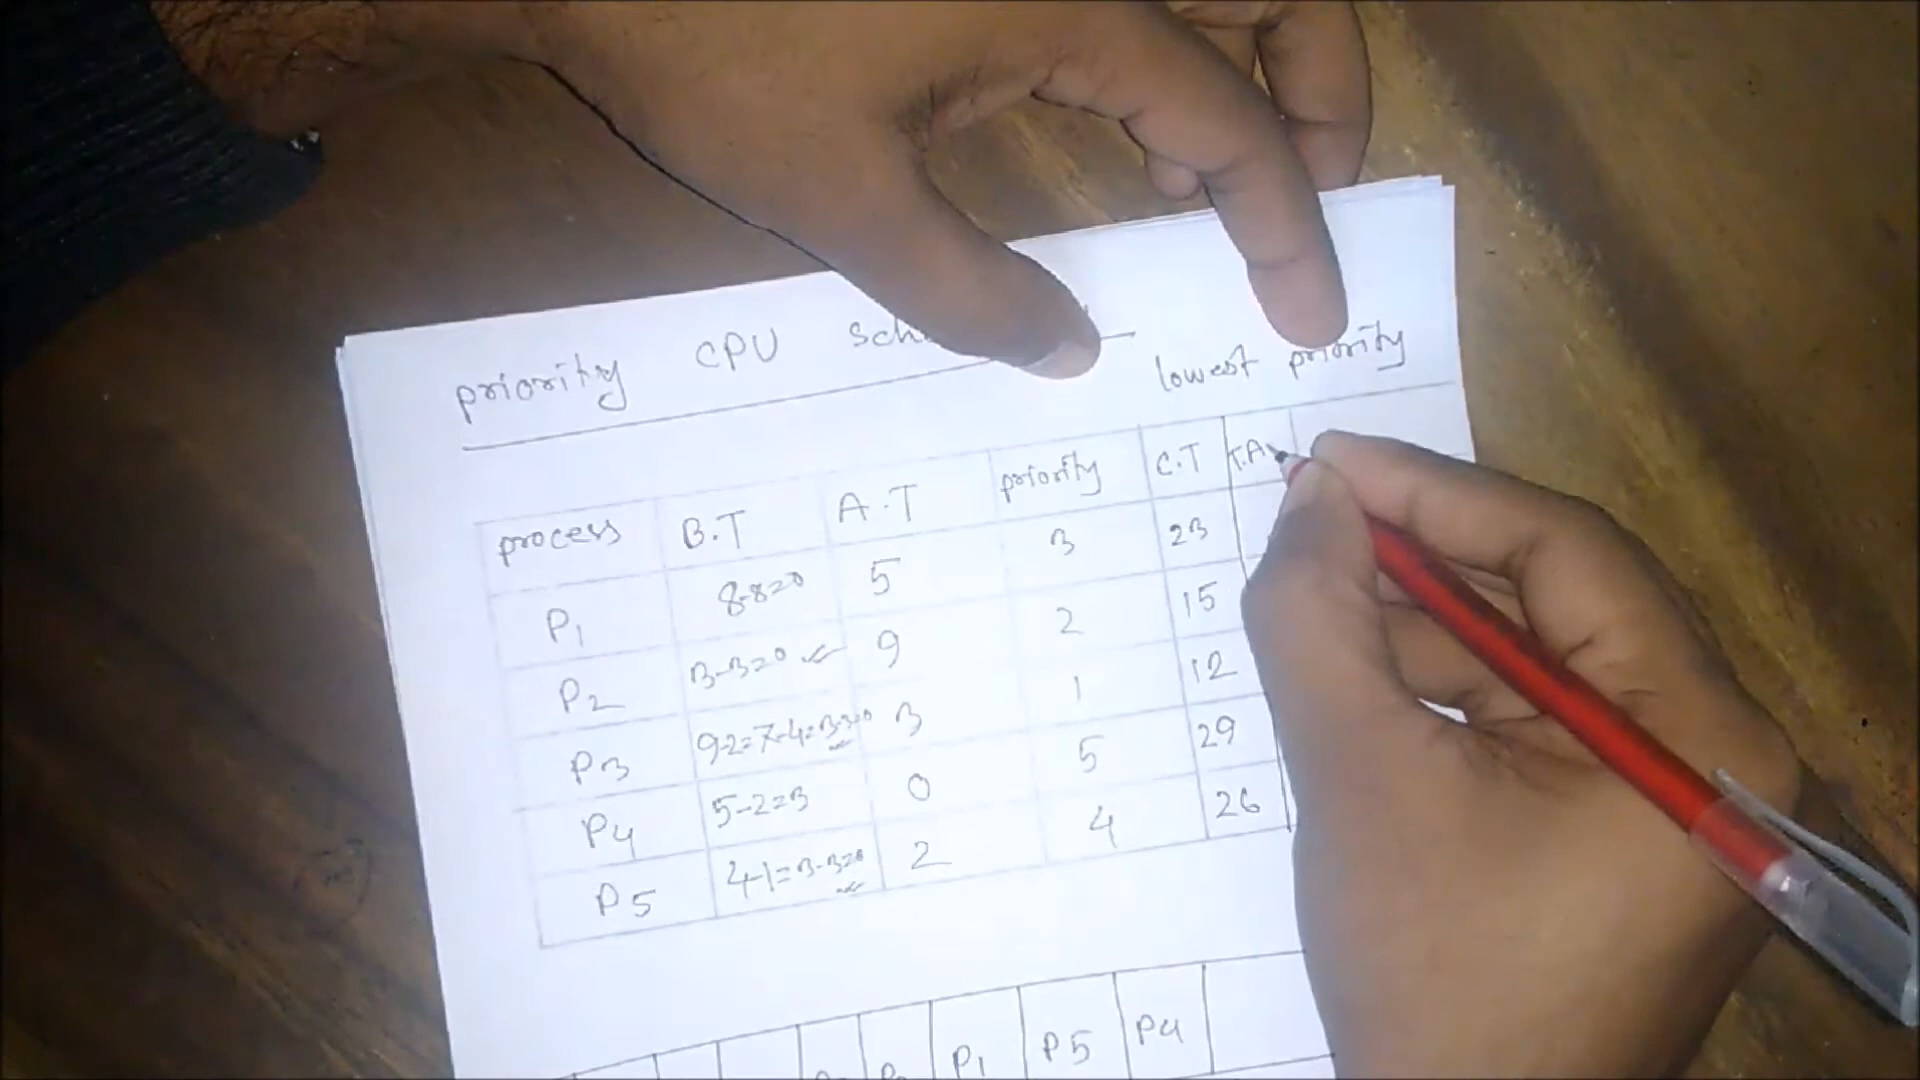 priority CPU
lowest priority
process B.T A.T priority C.T T.A
P1 8-8=0 5 3 23
P2 3-3=0 9 2 15
P3 9-2=7-4=3-3=0 3 1 12
P4 5-2=3 0 5 29
P5 4-1=3-3=0 2 4 26
P1 P5 P4